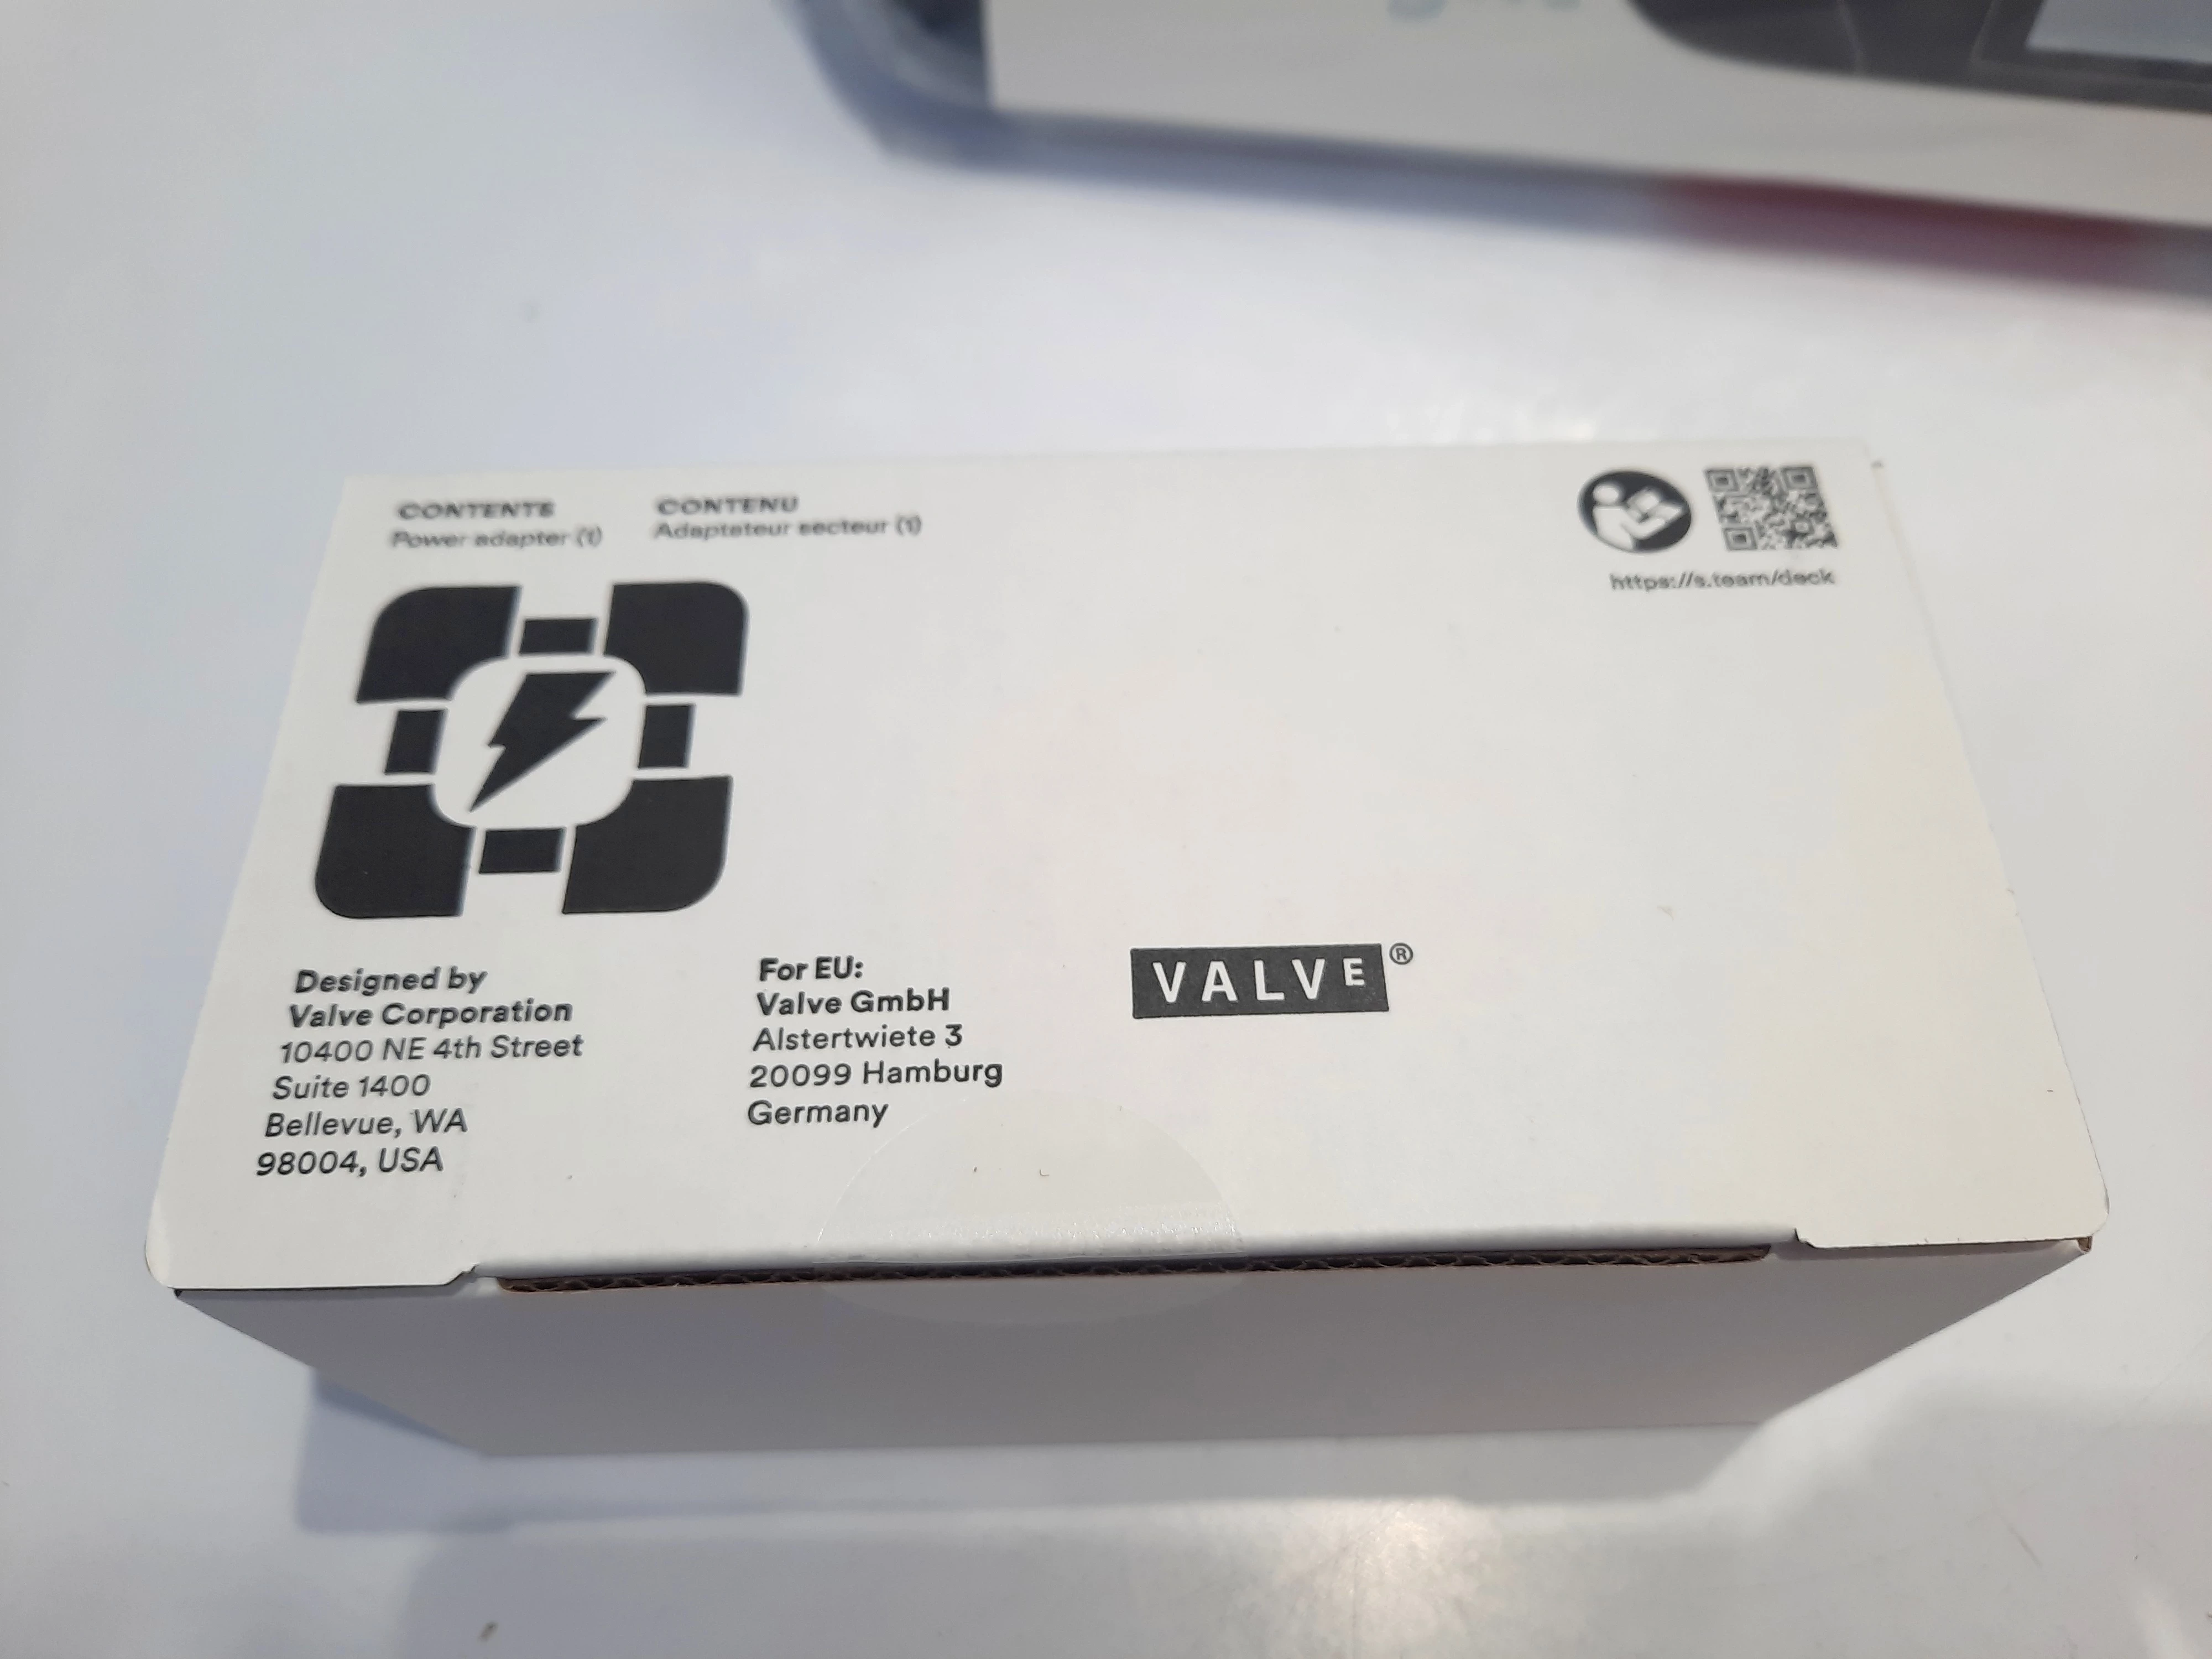 CONTENTS
Power adapter (1)
CONTENU
Adaptateur secteur (1)
https://s.team/deck
Designed by
Valve Corporation
10400 NE 4th Street
Suite 1400
Bellevue, WA
98004, USA
For EU:
Valve GmbH
Alstertwiete 3
20099 Hamburg
Germany
VALVE®